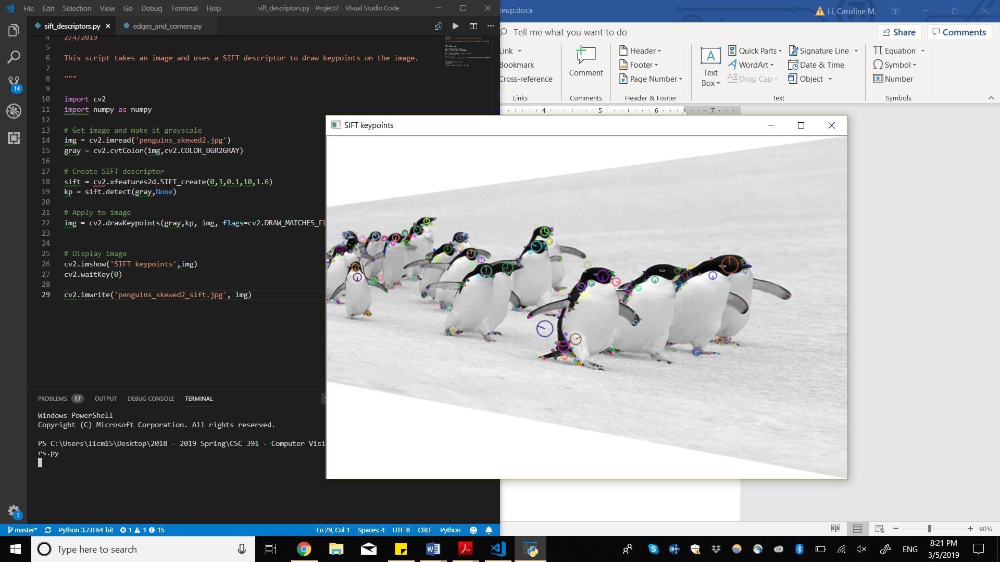 File Edit Selection View Go Debug Terminal Help
sift_descriptors.py - Project2 - Visual Studio Code
sift_descriptors.py
edges_and_corners.py
4 2/4/2019
5
6 This script takes an image and uses a SIFT descriptor to draw keypoints on the image.
7
8 """
9
10 import cv2
11 import numpy as numpy
12
13 # Get image and make it grayscale
14 img = cv2.imread('penguins_skewed2.jpg')
15 gray = cv2.cvtColor(img,cv2.COLOR_BGR2GRAY)
16
17 # Create SIFT descriptor
18 sift = cv2.xfeatures2d.SIFT_create(0,3,0.1,10,1.6)
19 kp = sift.detect(gray,None)
20
21 # Apply to image
22 img = cv2.drawKeypoints(gray,kp, img, flags=cv2.DRAW_MATCHES_FL
23
24
25 # Display image
26 cv2.imshow('SIFT keypoints',img)
27 cv2.waitKey(0)
28
29 cv2.imwrite('penguins_skewed2_sift.jpg', img)
14
1
PROBLEMS 17 OUTPUT DEBUG CONSOLE TERMINAL
Windows PowerShell
Copyright (C) Microsoft Corporation. All rights reserved.
PS C:\Users\licm15\Desktop\2018 - 2019 Spring\CSC 391 - Computer Visi
rs.py
master* Python 3.7.0 64-bit 1 1 15 Ln 29, Col 1 Spaces: 4 UTF-8 CRLF Python
teup.docx
Li, Caroline M.
Tell me what you want to do
Share
Comments
Link
Bookmark
Cross-reference
Links
Comment
Comments
Header
Footer
Page Number
Header & Footer
A
Text
Box
Quick Parts
WordArt
Drop Cap
Signature Line
Date & Time
Object
Text
Equation
Symbol
Number
Symbols
4 5 6 7
SIFT keypoints
90%
Type here to search
ENG
8:21 PM
3/5/2019